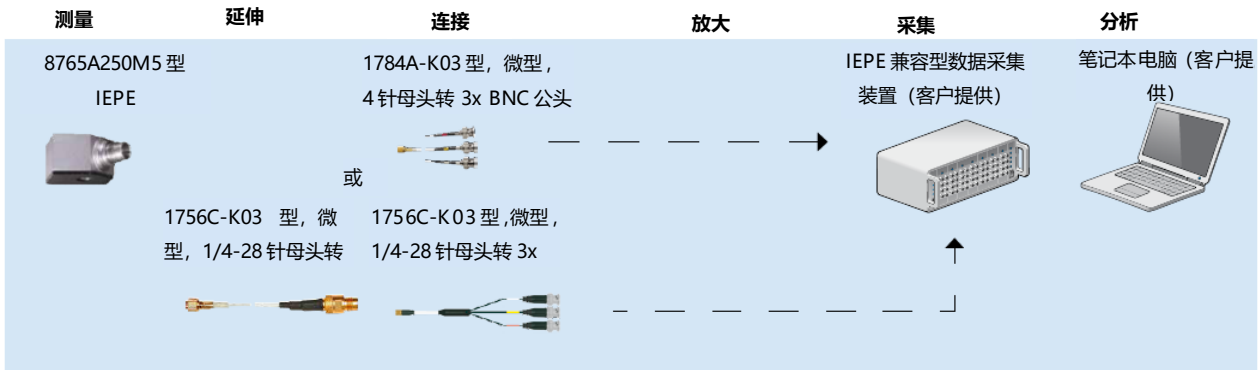 测量
延伸
连接
放大
采集
分析
8765A250M5 型
IEPE
1784A-K03 型，微型，
4 针母头转 3x BNC 公头
IEPE 兼容型数据采集
装置（客户提供）
笔记本电脑（客户提
供）
或
1756C-K03 型，微
型，1/4-28 针母头转
1756C-K03 型,微型，
1/4-28 针母头转 3x